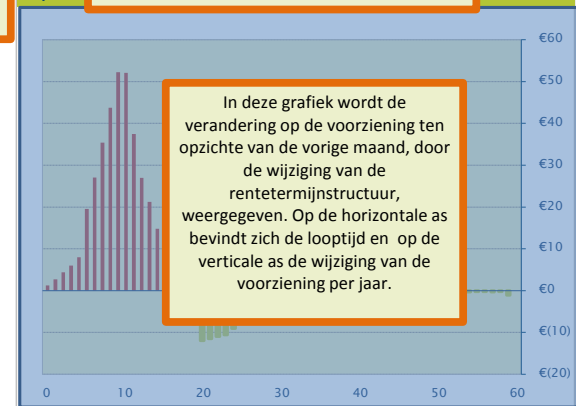 €60
€50
€40
€30
€20
€10
€0
€(10)
€(20)
In deze grafiek wordt de
verandering op de voorziening ten
opzichte van de vorige maand, door
de wijziging van de
rentetermijnstructuur,
weergegeven. Op de horizontale as
bevindt zich de looptijd en op de
verticale as de wijziging van de
voorziening per jaar.
0 10 20 30 40 50 60